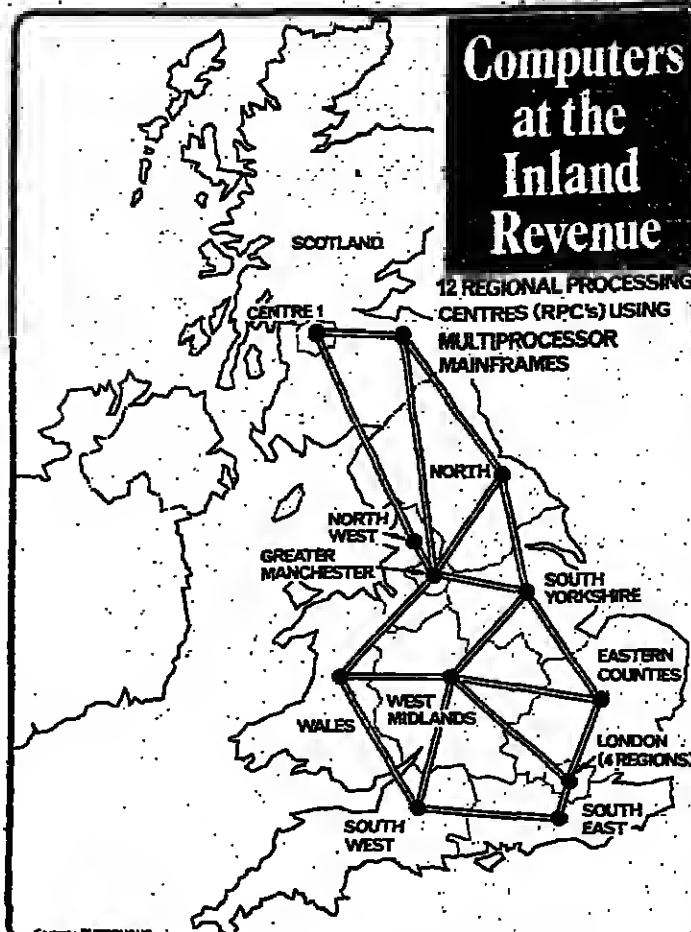 Computers
at the
Inland
Revenue
12 REGIONAL PROCESSING
CENTRES (RPC's) USING
MULTIPROCESSOR
MAINFRAMES
SCOTLAND
CENTRE 1
NORTH
NORTH
WEST
GREATER
MANCHESTER
SOUTH
YORKSHIRE
EASTERN
COUNTIES
WALES
WEST
MIDLANDS
LONDON
(4 REGIONS)
SOUTH
WEST
SOUTH
EAST